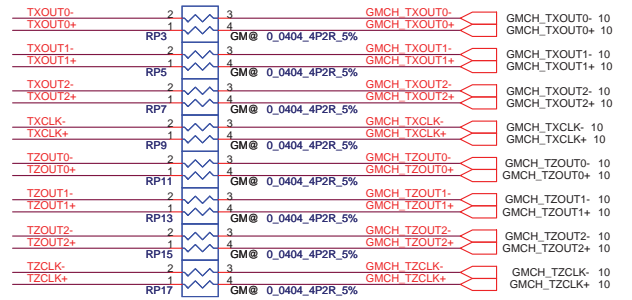 TXOUT0- 2 3 GMCH_TXOUT0- GMCH_TXOUT0- 10
TXOUT0+ 1 4 GMCH_TXOUT0+ GMCH_TXOUT0+ 10
RP3 GM@ 0_0404_4P2R_5%
TXOUT1- 2 3 GMCH_TXOUT1- GMCH_TXOUT1- 10
TXOUT1+ 1 4 GMCH_TXOUT1+ GMCH_TXOUT1+ 10
RP5 GM@ 0_0404_4P2R_5%
TXOUT2- 2 3 GMCH_TXOUT2- GMCH_TXOUT2- 10
TXOUT2+ 1 4 GMCH_TXOUT2+ GMCH_TXOUT2+ 10
RP7 GM@ 0_0404_4P2R_5%
TXCLK- 2 3 GMCH_TXCLK- GMCH_TXCLK- 10
TXCLK+ 1 4 GMCH_TXCLK+ GMCH_TXCLK+ 10
RP9 GM@ 0_0404_4P2R_5%
TZOUT0- 2 3 GMCH_TZOUT0- GMCH_TZOUT0- 10
TZOUT0+ 1 4 GMCH_TZOUT0+ GMCH_TZOUT0+ 10
RP11 GM@ 0_0404_4P2R_5%
TZOUT1- 2 3 GMCH_TZOUT1- GMCH_TZOUT1- 10
TZOUT1+ 1 4 GMCH_TZOUT1+ GMCH_TZOUT1+ 10
RP13 GM@ 0_0404_4P2R_5%
TZOUT2- 2 3 GMCH_TZOUT2- GMCH_TZOUT2- 10
TZOUT2+ 1 4 GMCH_TZOUT2+ GMCH_TZOUT2+ 10
RP15 GM@ 0_0404_4P2R_5%
TZCLK- 2 3 GMCH_TZCLK- GMCH_TZCLK- 10
TZCLK+ 1 4 GMCH_TZCLK+ GMCH_TZCLK+ 10
RP17 GM@ 0_0404_4P2R_5%